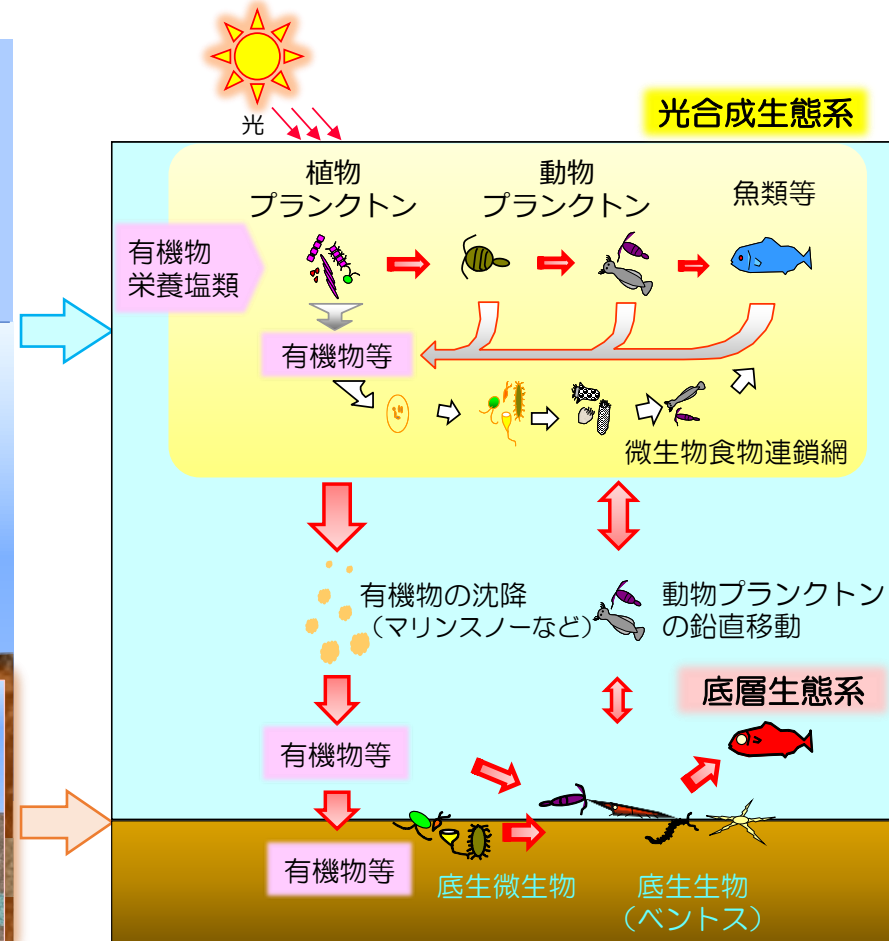 光
光合成生態系
植物
プランクトン
動物
プランクトン
魚類等
有機物
栄養塩類
有機物等
微生物食物連鎖網
有機物の沈降
（マリンスノーなど）
動物プランクトン
の鉛直移動
底層生態系
有機物等
有機物等
底生微生物
底生生物
（ベントス）